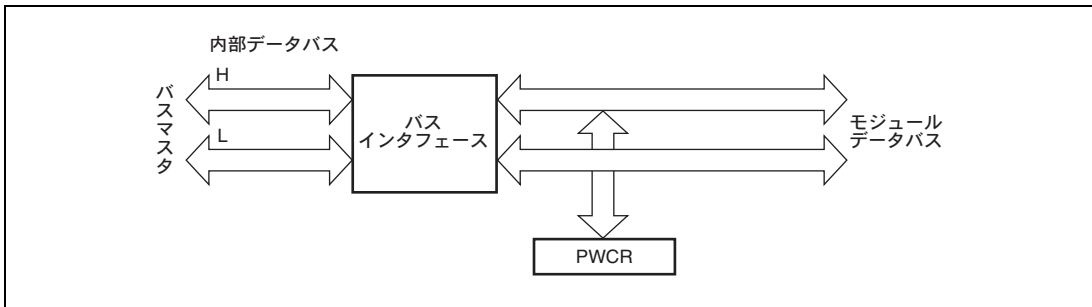 内部データバス
H
バスマスタ
L
バス
インタフェース
モジュール
データバス
PWCR